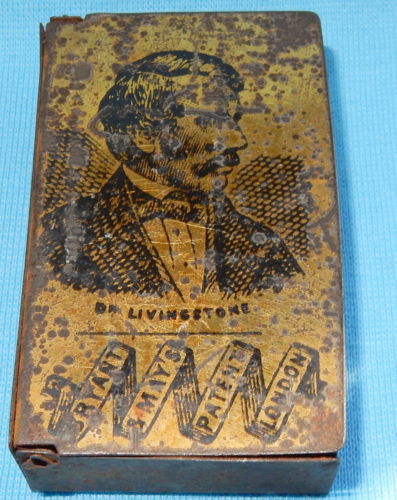 DR LIVINGSTONE
BRYANT & MAY'S PATENT LONDON